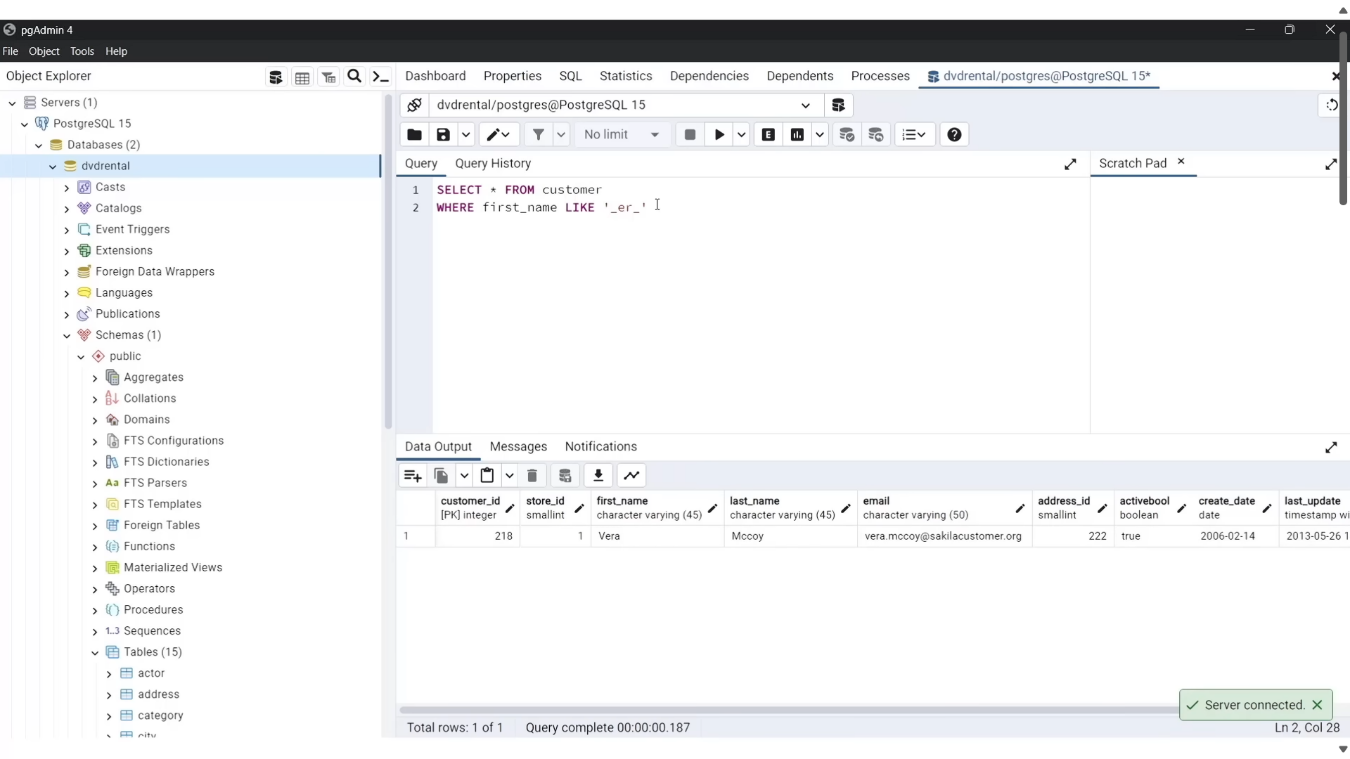 pgAdmin 4
File Object Tools Help
Object Explorer
Dashboard Properties SQL Statistics Dependencies Dependents Processes dvdrental/postgres@PostgreSQL 15*
Servers (1)
dvdrental/postgres@PostgreSQL 15
PostgreSQL 15
Databases (2)
No limit
dvdrental
Query Query History Scratch Pad
Casts
1 SELECT * FROM customer
Catalogs
2 WHERE first_name LIKE '_er_'
Event Triggers
Extensions
Foreign Data Wrappers
Languages
Publications
Schemas (1)
public
Aggregates
Collations
Domains
FTS Configurations
Data Output Messages Notifications
FTS Dictionaries
Aa FTS Parsers
FTS Templates
customer_id store_id first_name last_name email address_id activebool create_date last_update
[PK] integer smallint character varying (45) character varying (45) character varying (50) smallint boolean date timestamp wi
Foreign Tables
1 218 1 Vera Mccoy vera.mccoy@sakilacustomer.org 222 true 2006-02-14 2013-05-26 1
Functions
Materialized Views
Operators
Procedures
1..3 Sequences
Tables (15)
actor
address
Server connected.
category
Total rows: 1 of 1 Query complete 00:00:00.187 Ln 2, Col 28
city